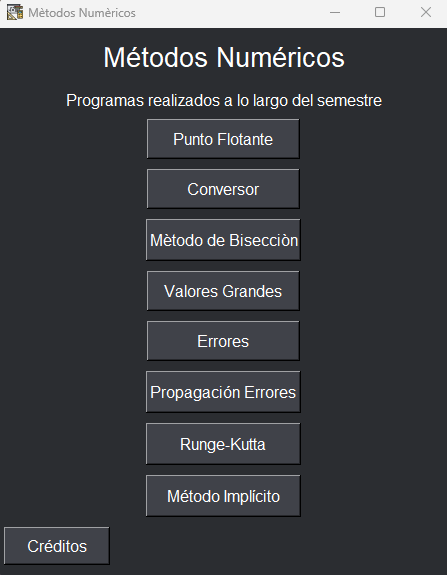 Mètodos Numèricos
Métodos Numéricos
Programas realizados a lo largo del semestre
Punto Flotante
Conversor
Mètodo de Bisecciòn
Valores Grandes
Errores
Propagación Errores
Runge-Kutta
Método Implícito
Créditos